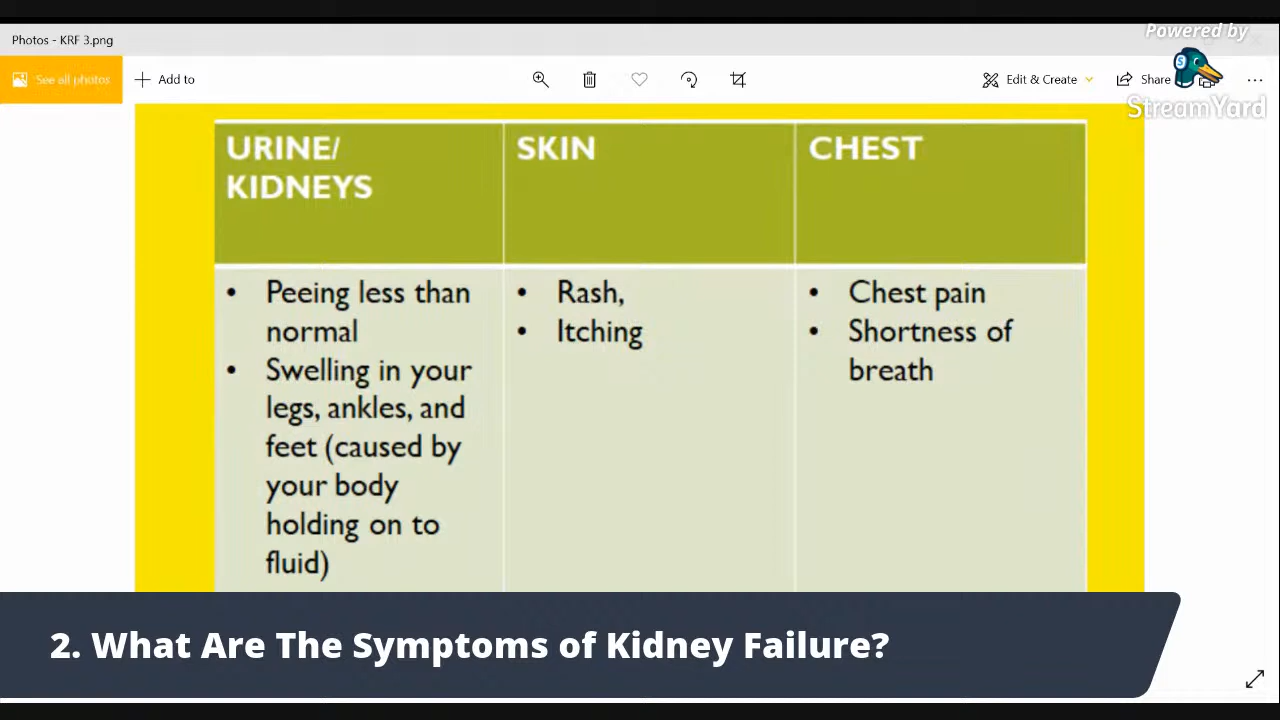 Photos - KRF 3.png
Powered by
See all photos
Add to
Edit & Create
Share
StreamYard
URINE/
KIDNEYS
SKIN
CHEST
• Peeing less than
normal
• Swelling in your
legs, ankles, and
feet (caused by
your body
holding on to
fluid)
• Rash,
• Itching
• Chest pain
• Shortness of
breath
2. What Are The Symptoms of Kidney Failure?